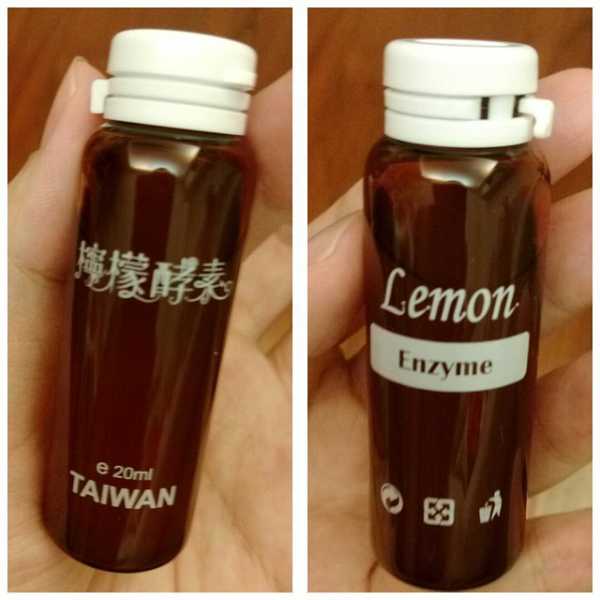 檸檬酵素
e 20ml
TAIWAN
Lemon
Enzyme